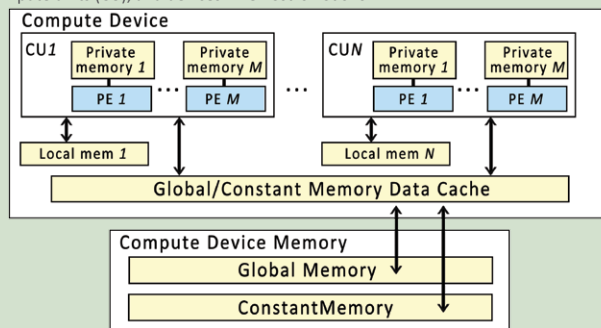 Compute Device
CU1
Private memory 1
Private memory M
PE 1
...
PE M
...
CUN
Private memory 1
Private memory M
PE 1
...
PE M
Local mem 1
Local mem N
Global/Constant Memory Data Cache
Compute Device Memory
Global Memory
ConstantMemory